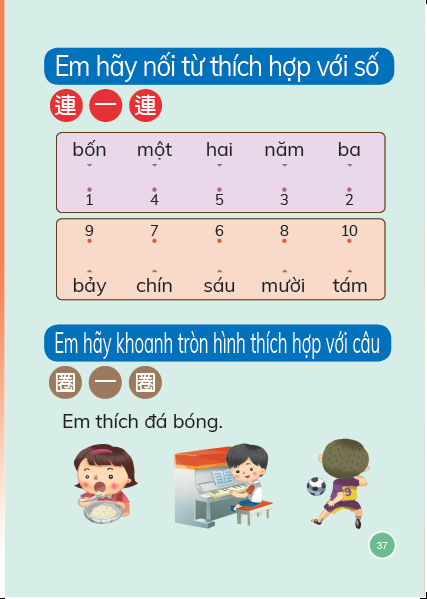 Em hãy nối từ thích hợp với số
連一連
bốn một hai năm ba
1 4 5 3 2
9 7 6 8 10
bảy chín sáu mười tám
Em hãy khoanh tròn hình thích hợp với câu
圈一圈
Em thích đá bóng.
9
37